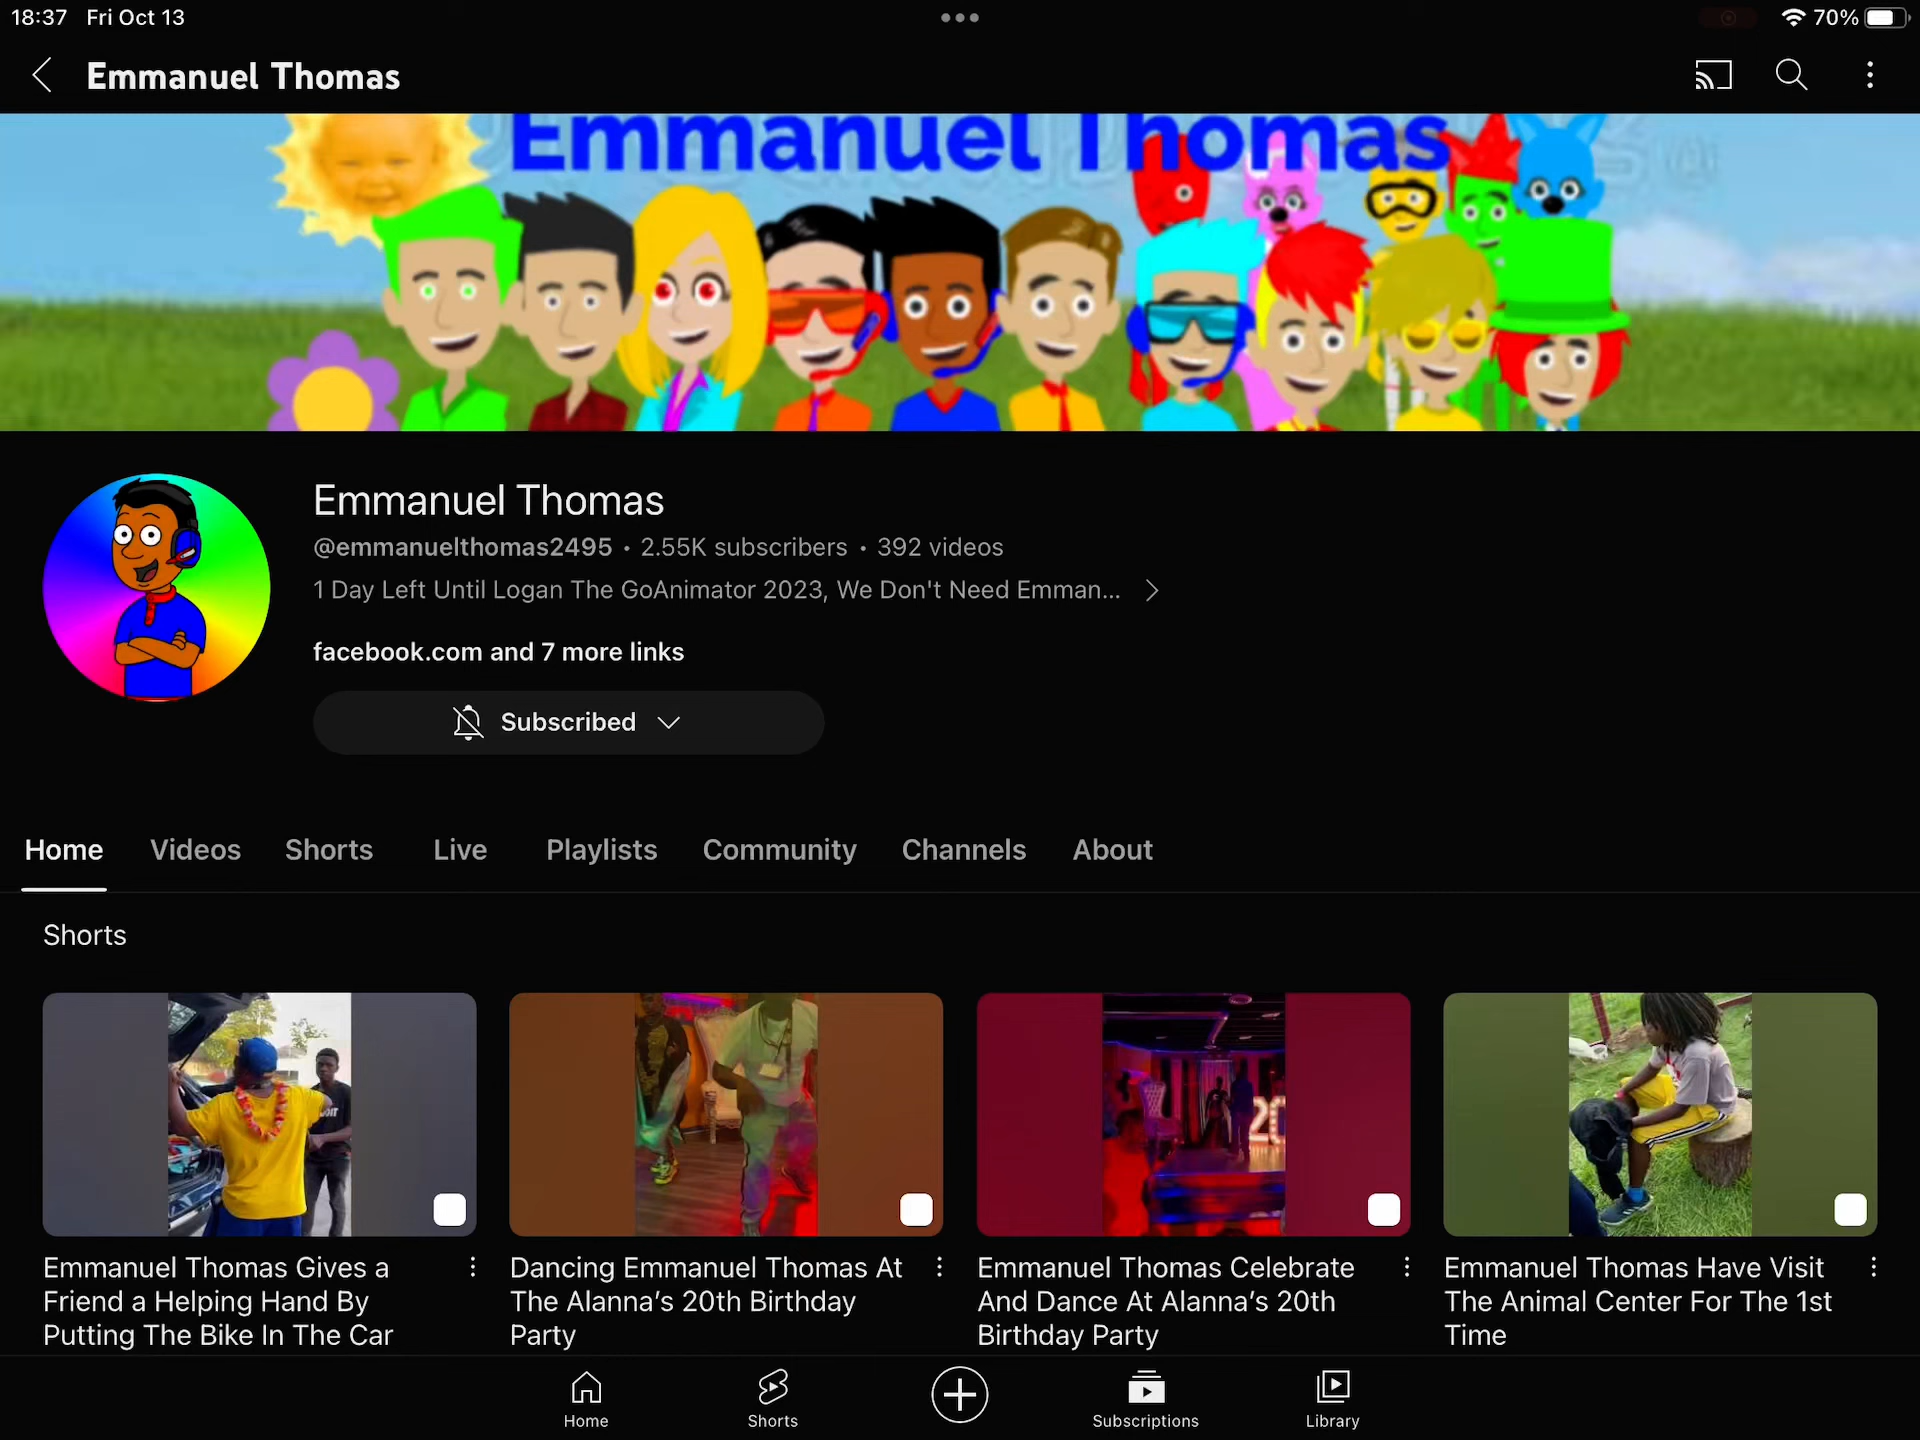 18:37 Fri Oct 13
70%
Emmanuel Thomas
Emmanuel Thomas
Emmanuel Thomas
@emmanuelthomas2495 • 2.55K subscribers • 392 videos
1 Day Left Until Logan The GoAnimator 2023, We Don't Need Emman...
facebook.com and 7 more links
Subscribed
Home Videos Shorts Live Playlists Community Channels About
Shorts
20
Emmanuel Thomas Gives a
Friend a Helping Hand By
Putting The Bike In The Car
Dancing Emmanuel Thomas At
The Alanna’s 20th Birthday
Party
Emmanuel Thomas Celebrate
And Dance At Alanna’s 20th
Birthday Party
Emmanuel Thomas Have Visit
The Animal Center For The 1st
Time
Home Shorts Subscriptions Library